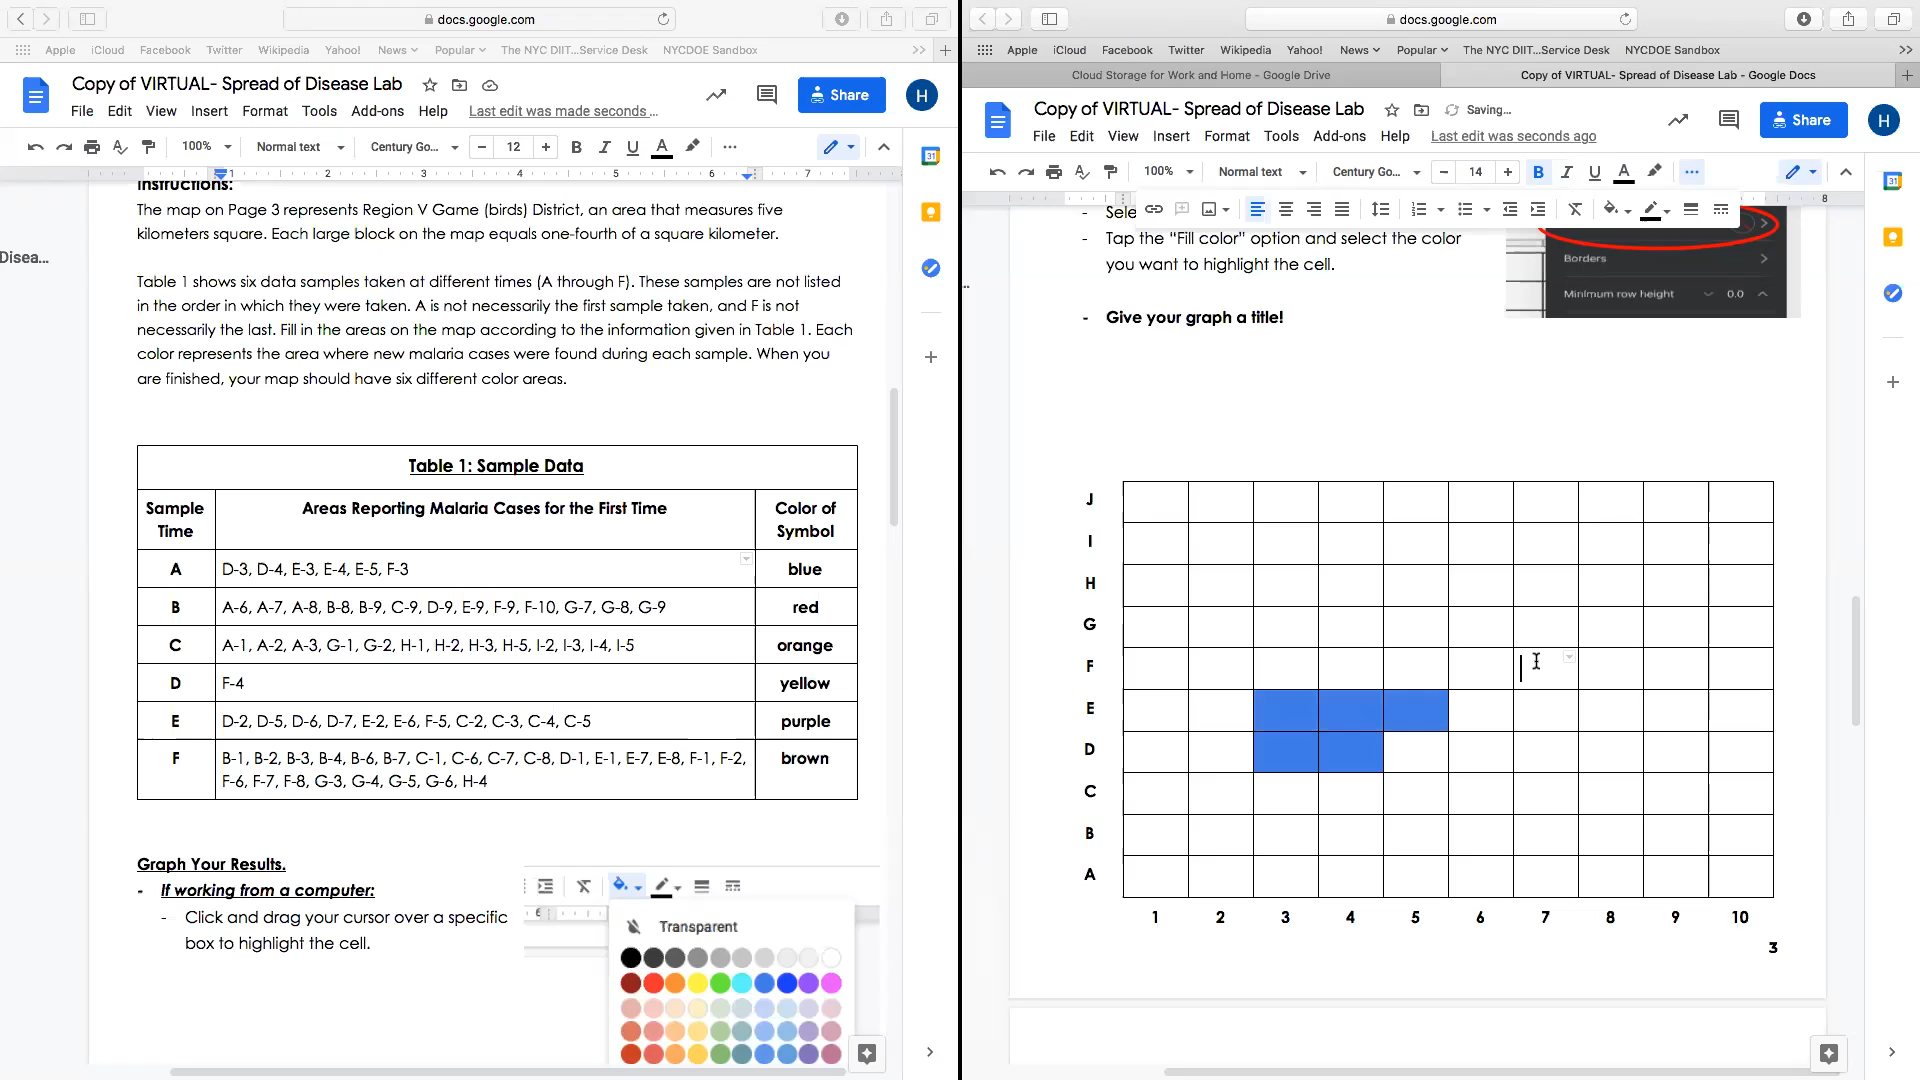 docs.google.com
Apple iCloud Facebook Twitter Wikipedia Yahoo! News Popular The NYC DIIT...Service Desk NYCDOE Sandbox
Copy of VIRTUAL- Spread of Disease Lab
File Edit View Insert Format Tools Add-ons Help Last edit was made seconds ...
Share
H
100% Normal text Century Go... 12 B I U A
1 2 3 4 5 6 7
Disea...
Instructions:
The map on Page 3 represents Region V Game (birds) District, an area that measures five
kilometers square. Each large block on the map equals one-fourth of a square kilometer.
Table 1 shows six data samples taken at different times (A through F). These samples are not listed
in the order in which they were taken. A is not necessarily the first sample taken, and F is not
necessarily the last. Fill in the areas on the map according to the information given in Table 1. Each
color represents the area where new malaria cases were found during each sample. When you
are finished, your map should have six different color areas.
Table 1: Sample Data
Sample Time Areas Reporting Malaria Cases for the First Time Color of Symbol
A D-3, D-4, E-3, E-4, E-5, F-3 blue
B A-6, A-7, A-8, B-8, B-9, C-9, D-9, E-9, F-9, F-10, G-7, G-8, G-9 red
C A-1, A-2, A-3, G-1, G-2, H-1, H-2, H-3, H-5, I-2, I-3, I-4, I-5 orange
D F-4 yellow
E D-2, D-5, D-6, D-7, E-2, E-6, F-5, C-2, C-3, C-4, C-5 purple
F B-1, B-2, B-3, B-4, B-6, B-7, C-1, C-6, C-7, C-8, D-1, E-1, E-7, E-8, F-1, F-2, brown
F-6, F-7, F-8, G-3, G-4, G-5, G-6, H-4
Graph Your Results.
- If working from a computer:
- Click and drag your cursor over a specific
box to highlight the cell.
6
Transparent
31
docs.google.com
Apple iCloud Facebook Twitter Wikipedia Yahoo! News Popular The NYC DIIT...Service Desk NYCDOE Sandbox
Cloud Storage for Work and Home - Google Drive
Copy of VIRTUAL- Spread of Disease Lab - Google Docs
Copy of VIRTUAL- Spread of Disease Lab
Saving...
File Edit View Insert Format Tools Add-ons Help Last edit was seconds ago
Share
H
100% Normal text Century Go... 14 B I U A
8
- Sele
- Tap the "Fill color" option and select the color
you want to highlight the cell.
- Give your graph a title!
Borders
Minimum row height 0.0
J
I
H
G
F
E
D
C
B
A
1 2 3 4 5 6 7 8 9 10
3
31